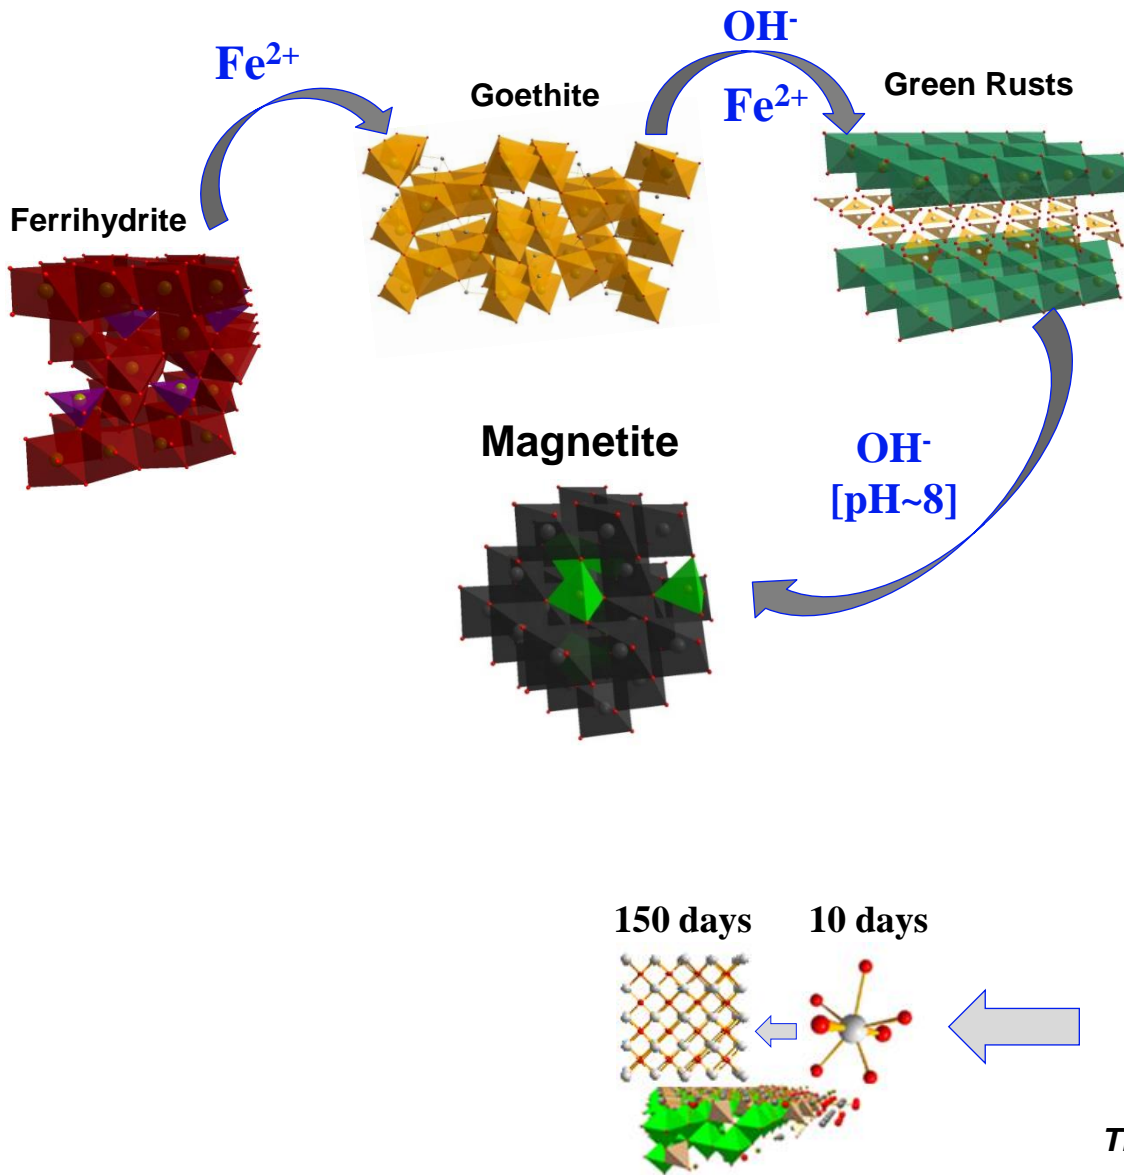 OH⁻
Fe²⁺
Fe²⁺
Goethite
Green Rusts
Ferrihydrite
Magnetite
OH⁻
[pH~8]
150 days
10 days